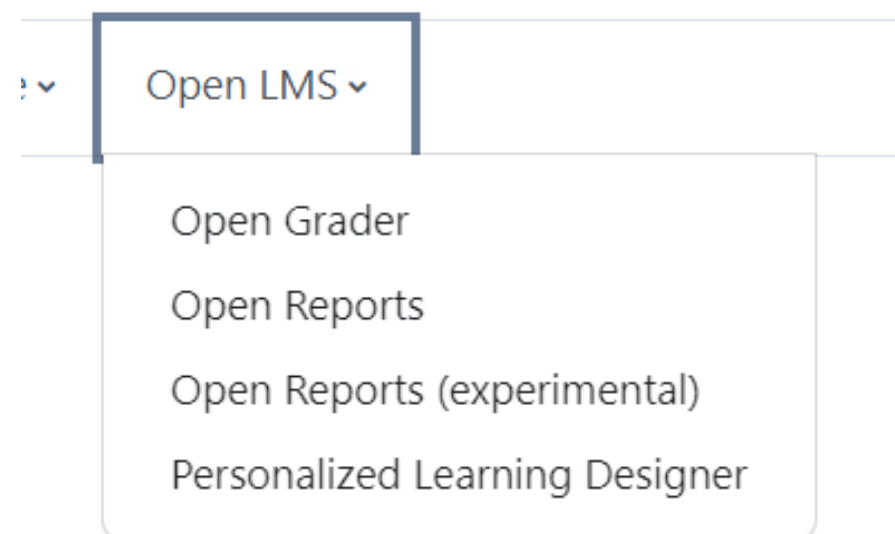 Open LMS
Open Grader
Open Reports
Open Reports (experimental)
Personalized Learning Designer